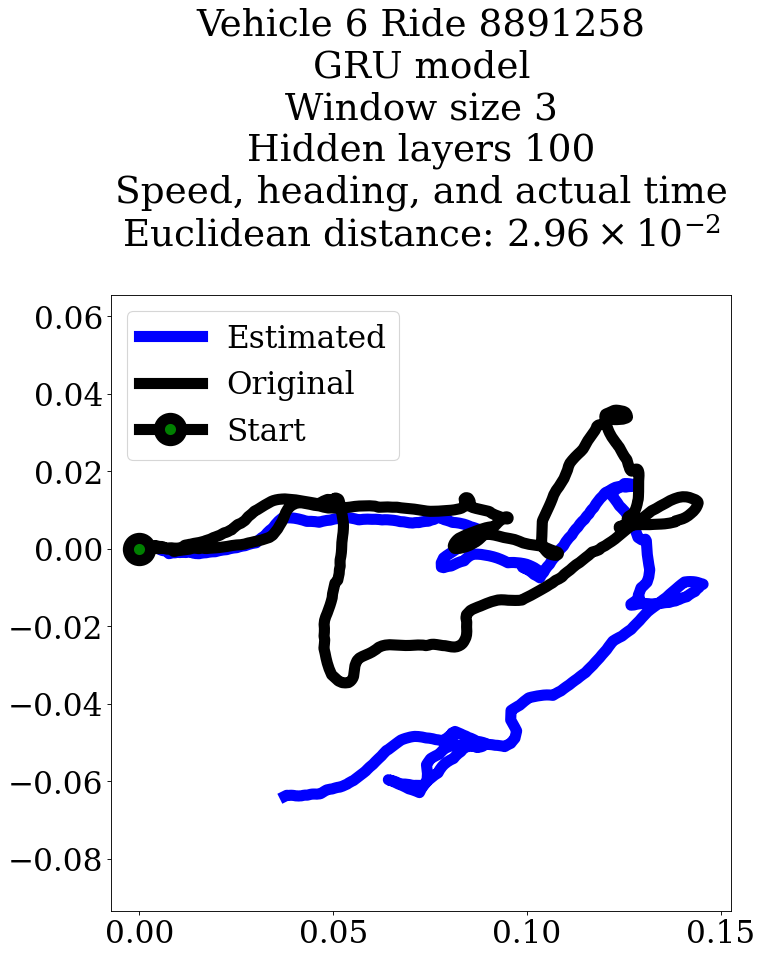 Vehicle 6 Ride 8891258
GRU model
Window size 3
Hidden layers 100
Speed, heading, and actual time
Euclidean distance: 2.96 × 10⁻²
Estimated
Original
Start
0.06
0.04
0.02
0.00
−0.02
−0.04
−0.06
−0.08
0.00 0.05 0.10 0.15